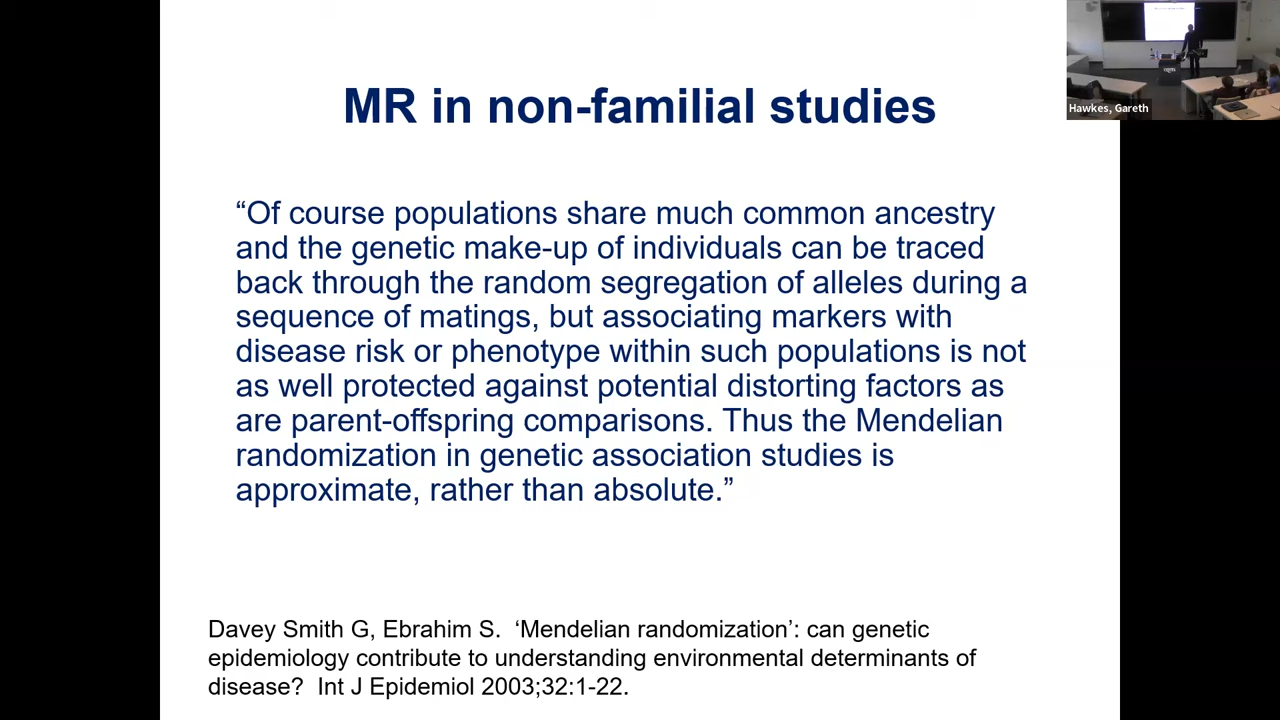 MR in non-familial studies
Hawkes, Gareth
“Of course populations share much common ancestry
and the genetic make-up of individuals can be traced
back through the random segregation of alleles during a
sequence of matings, but associating markers with
disease risk or phenotype within such populations is not
as well protected against potential distorting factors as
are parent-offspring comparisons. Thus the Mendelian
randomization in genetic association studies is
approximate, rather than absolute.”
Davey Smith G, Ebrahim S.  ‘Mendelian randomization’: can genetic
epidemiology contribute to understanding environmental determinants of
disease?  Int J Epidemiol 2003;32:1-22.